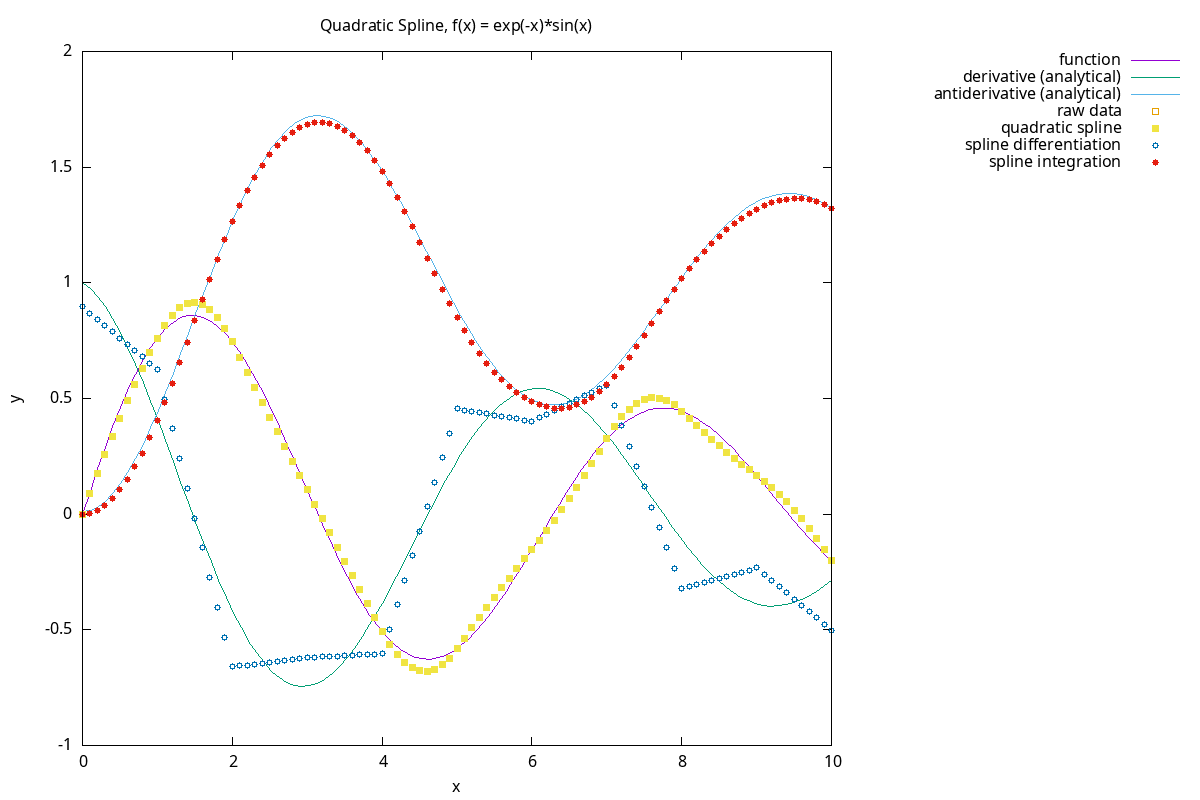 Quadratic Spline, f(x) = exp(-x)*sin(x)
function
derivative (analytical)
antiderivative (analytical)
raw data
quadratic spline
spline differentiation
spline integration
2
1.5
1
0.5
0
-0.5
-1
y
0 2 4 6 8 10
x